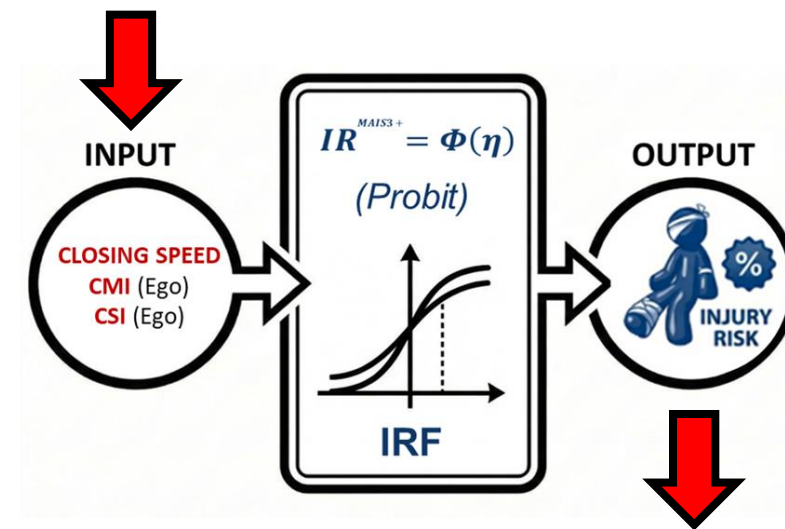 INPUT
CLOSING SPEED
CMI (Ego)
CSI (Ego)
IR^MAIS3+ = Φ(η)
(Probit)
IRF
OUTPUT
%
INJURY
RISK